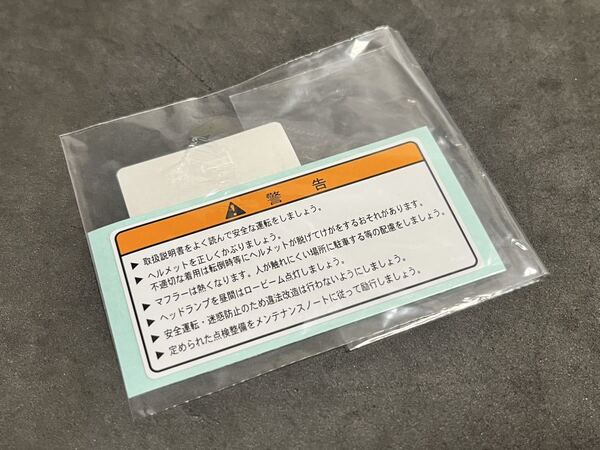 ⚠ 警告
▶ 取扱説明書をよく読んで安全な運転をしましょう。
▶ ヘルメットを正しくかぶりましょう。
不適切な着用は転倒時等にヘルメットが脱げてけがをするおそれがあります。
▶ マフラーは熱くなります。人が触れにくい場所に駐車する等の配慮をしましょう。
▶ ヘッドランプを昼間はロービーム点灯しましょう。
▶ 安全運転・迷惑防止のため違法改造は行わないようにしましょう。
▶ 定められた点検整備をメンテナンスノートに従って励行しましょう。